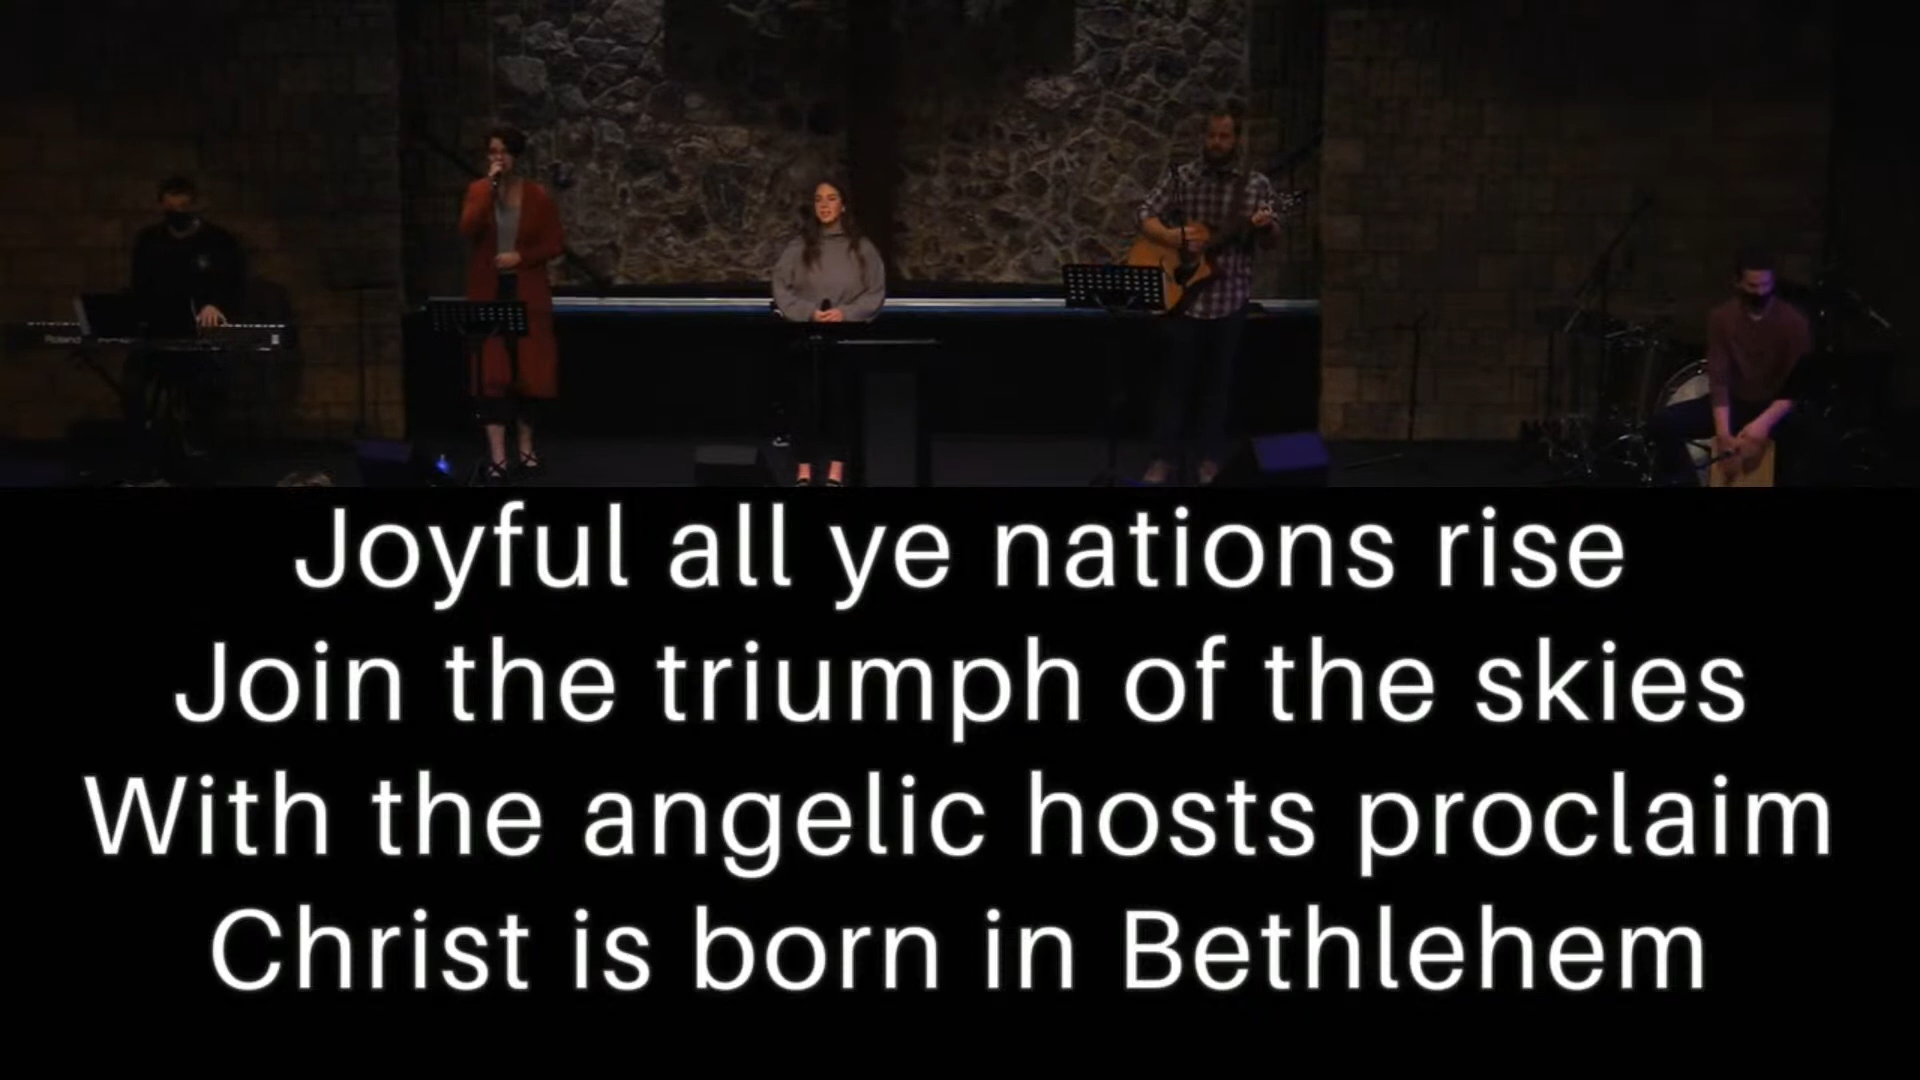 Roland
Joyful all ye nations rise
Join the triumph of the skies
With the angelic hosts proclaim
Christ is born in Bethlehem